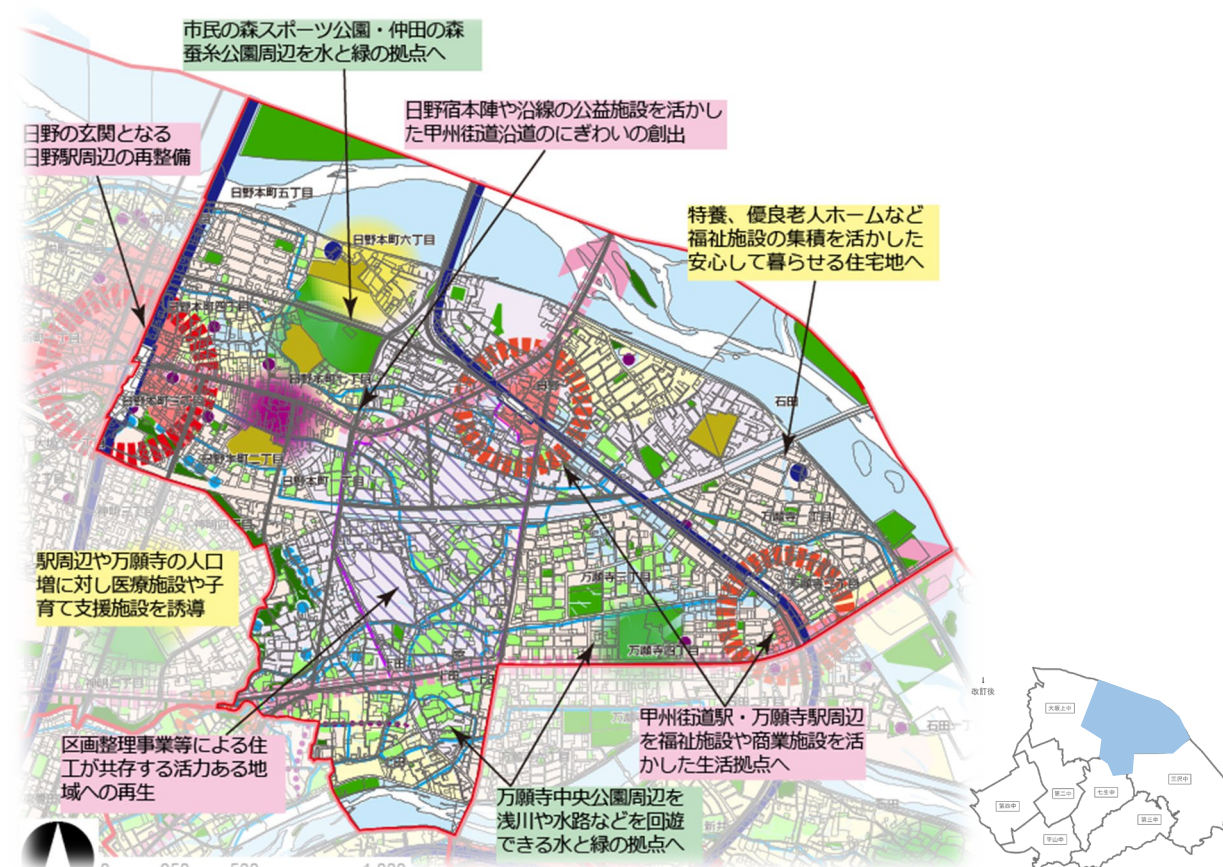 市民の森スポーツ公園・仲田の森
蚕糸公園周辺を水と緑の拠点へ
日野宿本陣や沿線の公益施設を活かし
た甲州街道沿道のにぎわいの創出
日野の玄関となる
日野駅周辺の再整備
特養、優良老人ホームなど
福祉施設の集積を活かした
安心して暮らせる住宅地へ
日野本町五丁目
日野本町六丁目
日野本町四丁目
日野本町七丁目
日野
石田
日野本町三丁目
日野本町二丁目
日野本町一丁目
神明四丁目
駅周辺や万願寺の人口
増に対し医療施設や子
育て支援施設を誘導
万願寺一丁目
万願寺二丁目
万願寺四丁目
区画整理事業等による住
工が共存する活力ある地
域への再生
甲州街道駅・万願寺駅周辺
を福祉施設や商業施設を活
かした生活拠点へ
万願寺中央公園周辺を
浅川や水路などを回遊
できる水と緑の拠点へ
新井
石田一丁目
改訂後
大坂上中
三沢中
七生中
第二中
第四中
第三中
平山中